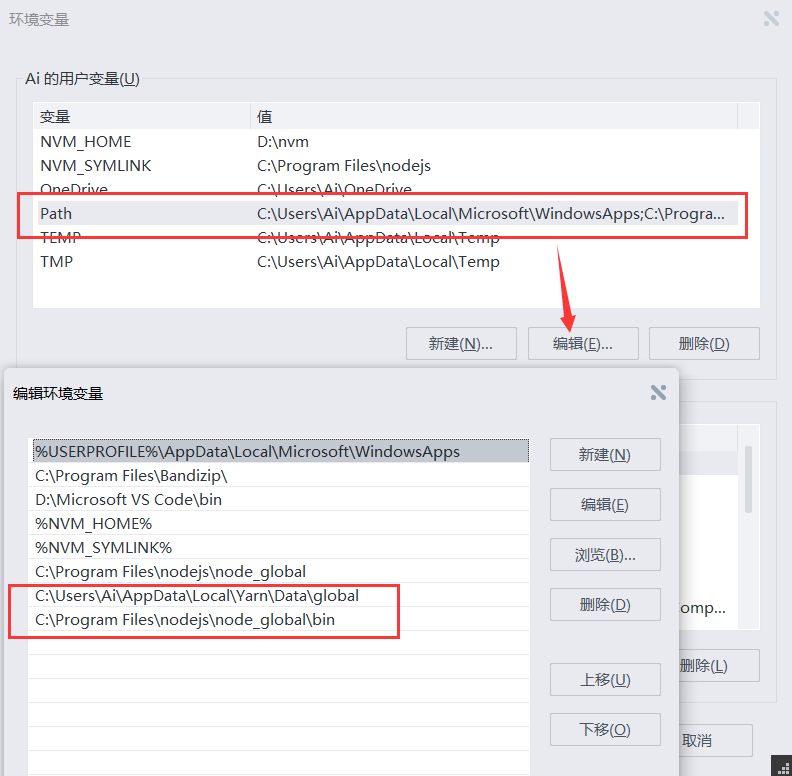 环境变量
Ai 的用户变量(U)
变量 值
NVM_HOME D:\nvm
NVM_SYMLINK C:\Program Files\nodejs
OneDrive C:\Users\Ai\OneDrive
Path C:\Users\Ai\AppData\Local\Microsoft\WindowsApps;C:\Progra...
TEMP C:\Users\Ai\AppData\Local\Temp
TMP C:\Users\Ai\AppData\Local\Temp
新建(N)... 编辑(E)... 删除(D)
编辑环境变量
%USERPROFILE%\AppData\Local\Microsoft\WindowsApps
C:\Program Files\Bandizip\
D:\Microsoft VS Code\bin
%NVM_HOME%
%NVM_SYMLINK%
C:\Program Files\nodejs\node_global
C:\Users\Ai\AppData\Local\Yarn\Data\global
C:\Program Files\nodejs\node_global\bin
新建(N)
编辑(E)
浏览(B)...
删除(D)
上移(U)
下移(O)
omp...
删除(L)
取消